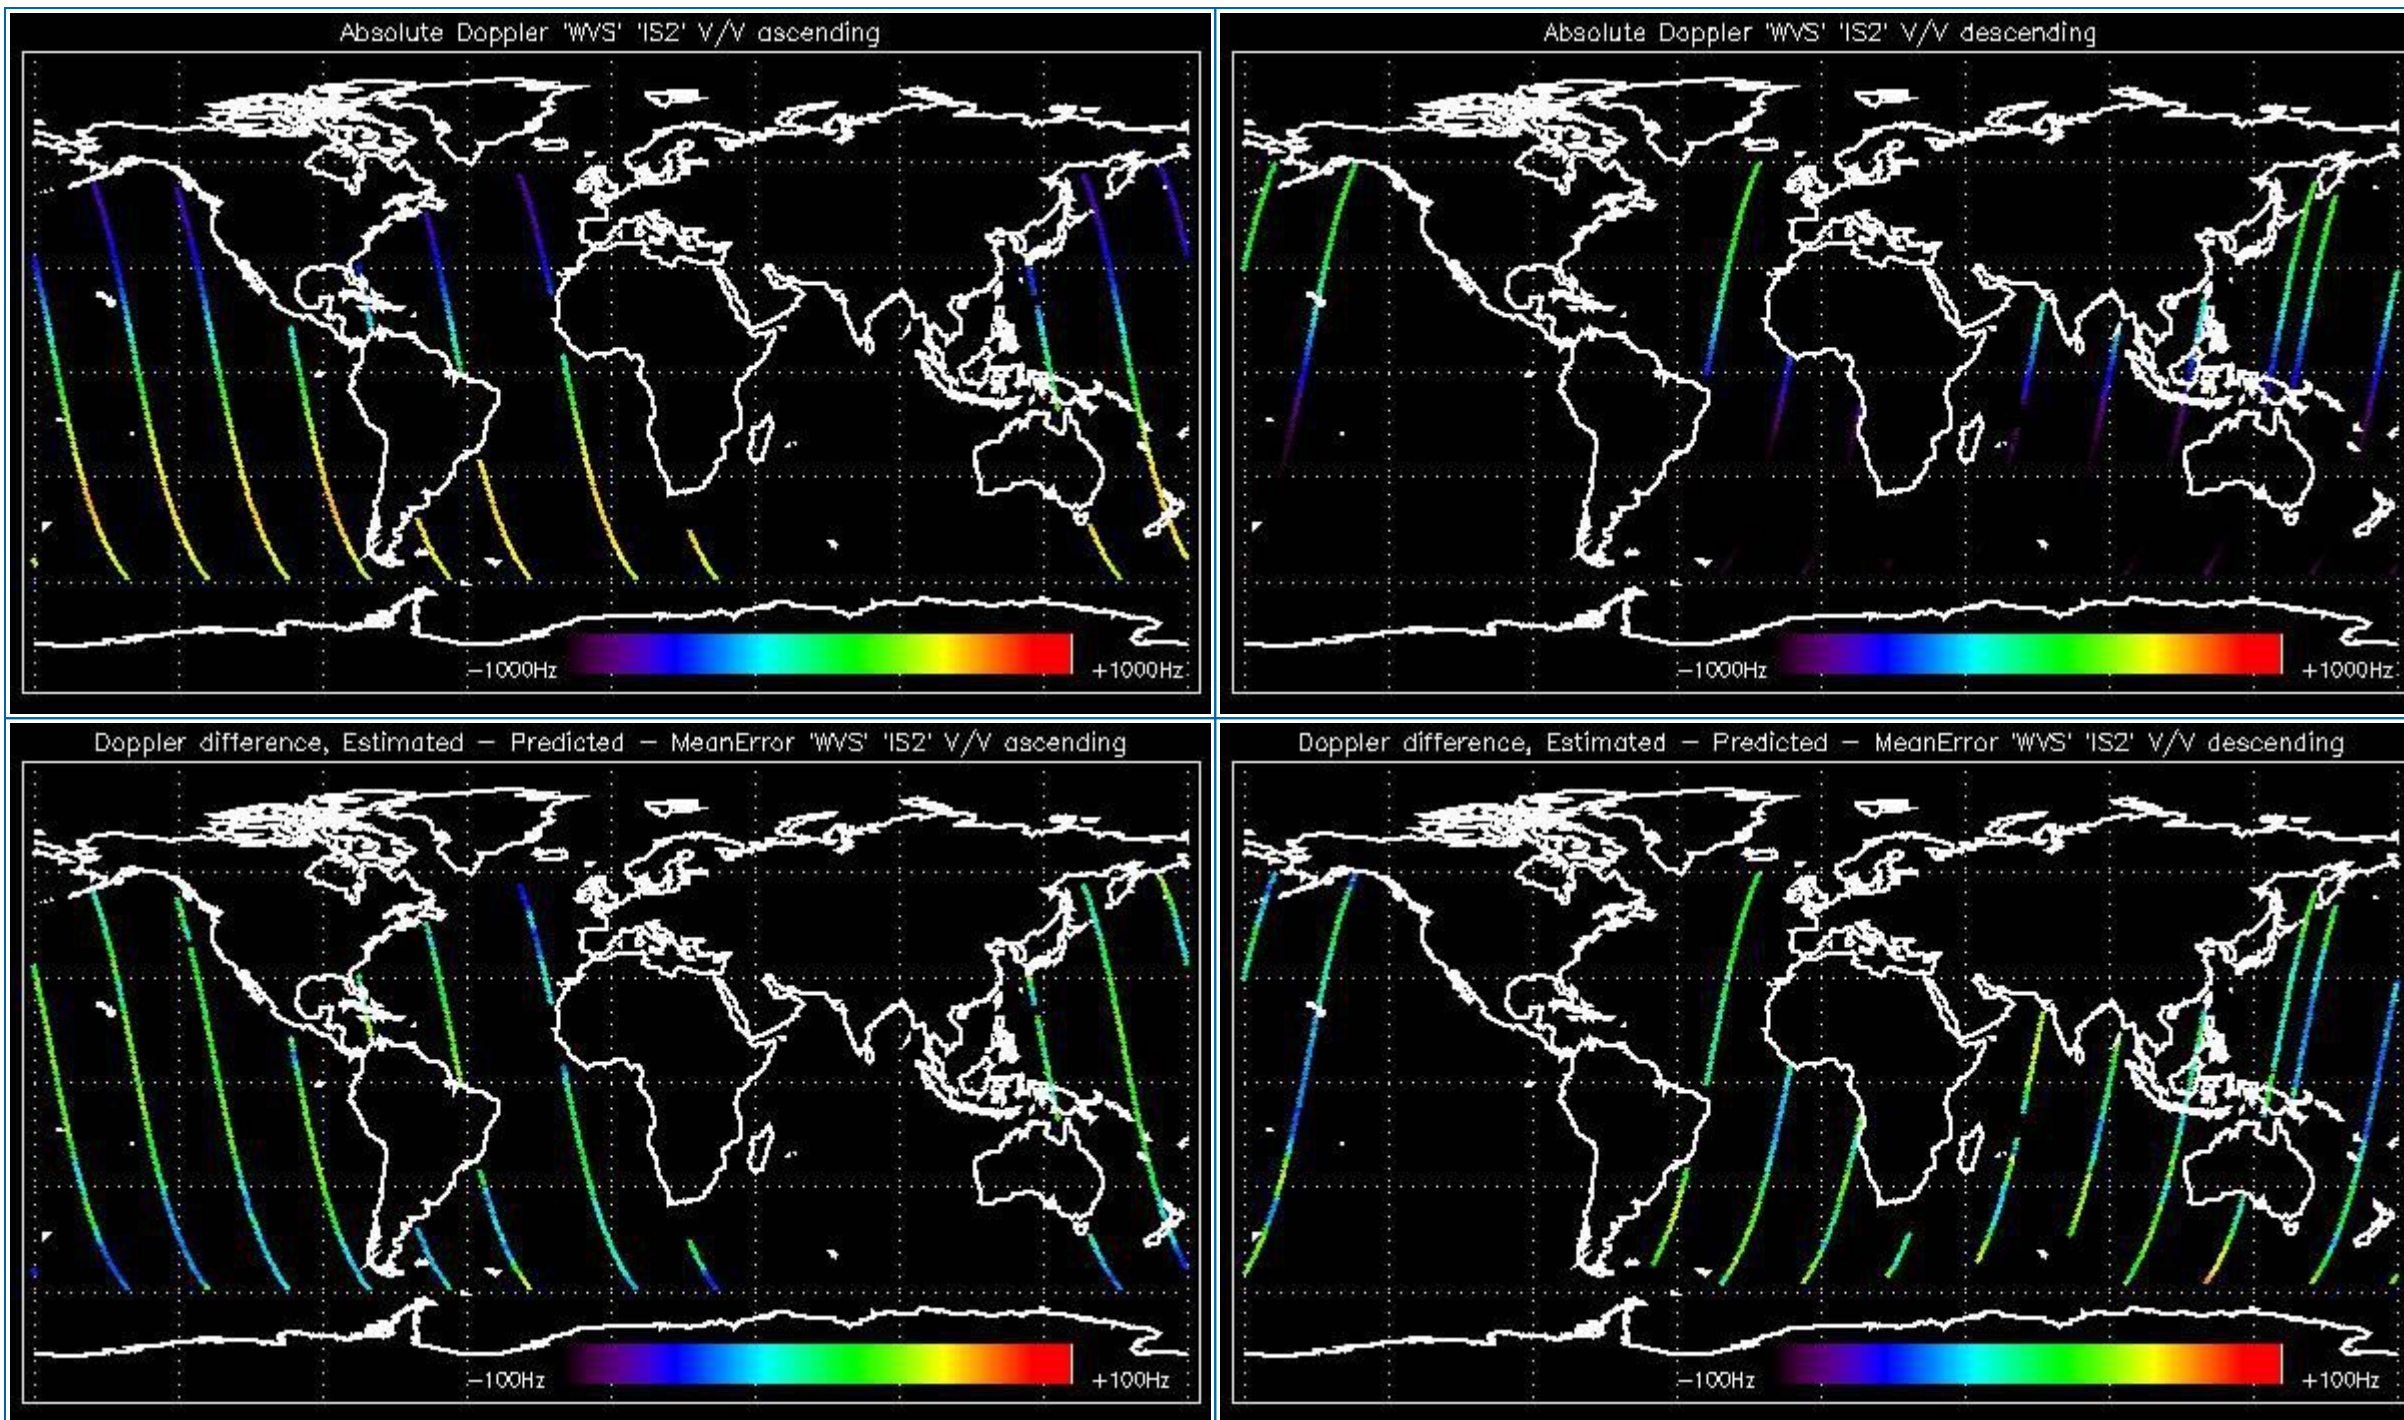 Absolute Doppler 'WVS' 'IS2' V/V ascending
-1000Hz +1000Hz
Absolute Doppler 'WVS' 'IS2' V/V descending
-1000Hz +1000Hz
Doppler difference, Estimated - Predicted - MeanError 'WVS' 'IS2' V/V ascending
-100Hz +100Hz
Doppler difference, Estimated - Predicted - MeanError 'WVS' 'IS2' V/V descending
-100Hz +100Hz